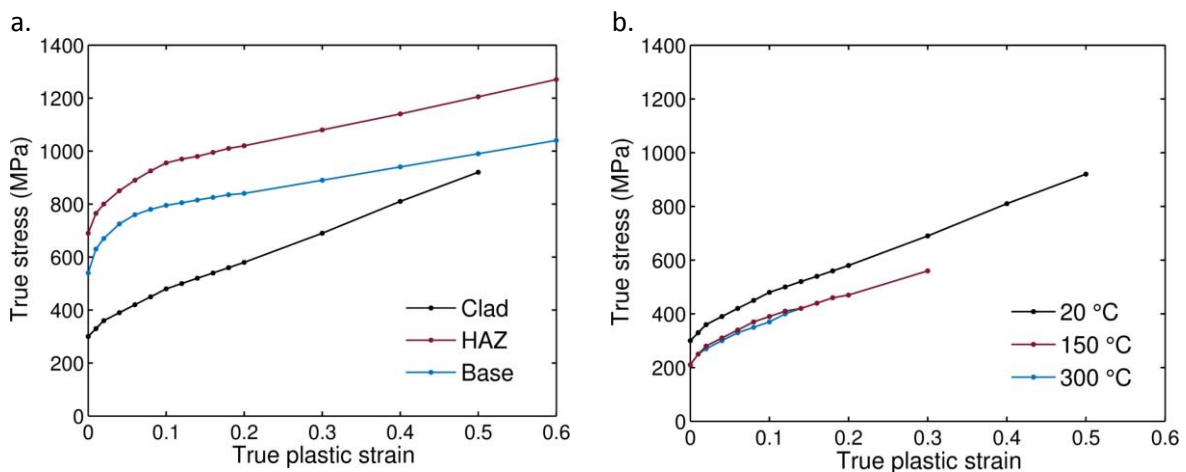 a.
1400
1200
1000
800
600
400
200
0
0 0.1 0.2 0.3 0.4 0.5 0.6
True stress (MPa)
True plastic strain
Clad
HAZ
Base
b.
1400
1200
1000
800
600
400
200
0
0 0.1 0.2 0.3 0.4 0.5 0.6
True stress (MPa)
True plastic strain
20 °C
150 °C
300 °C